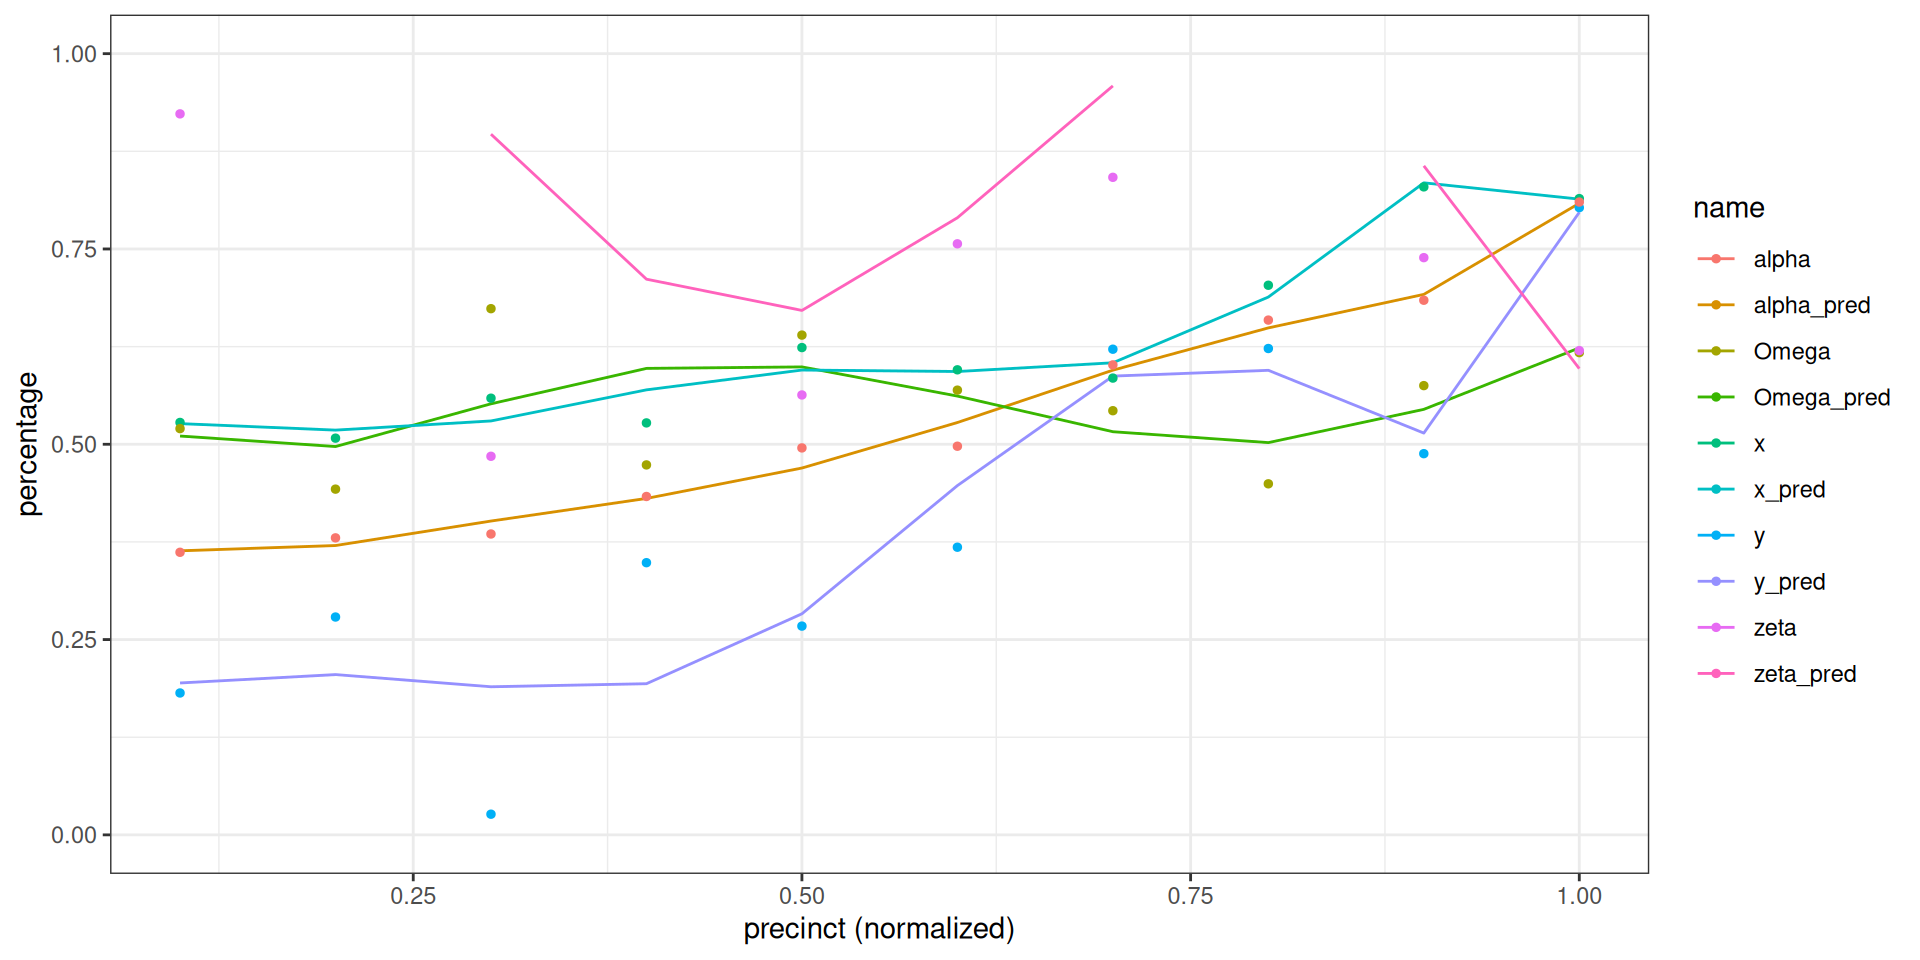 1.00
0.75
0.50
0.25
0.00
percentage
0.25 0.50 0.75 1.00
precinct (normalized)
name
alpha
alpha_pred
Omega
Omega_pred
x
x_pred
y
y_pred
zeta
zeta_pred